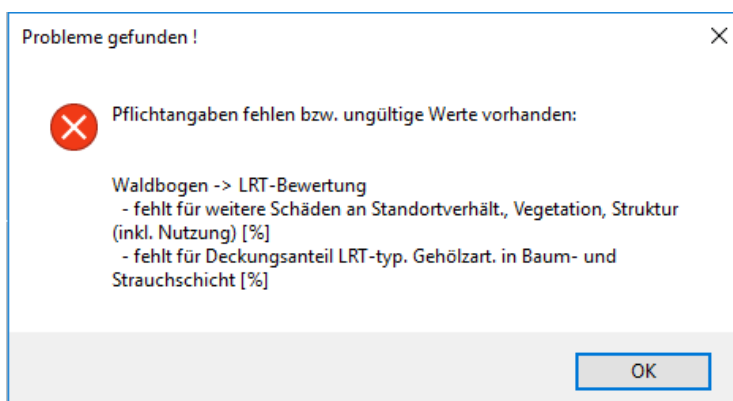 Probleme gefunden !
Pflichtangaben fehlen bzw. ungültige Werte vorhanden:
Waldbogen -> LRT-Bewertung
- fehlt für weitere Schäden an Standortverhält., Vegetation, Struktur
(inkl. Nutzung) [%]
- fehlt für Deckungsanteil LRT-typ. Gehölzart. in Baum- und
Strauchschicht [%]
OK